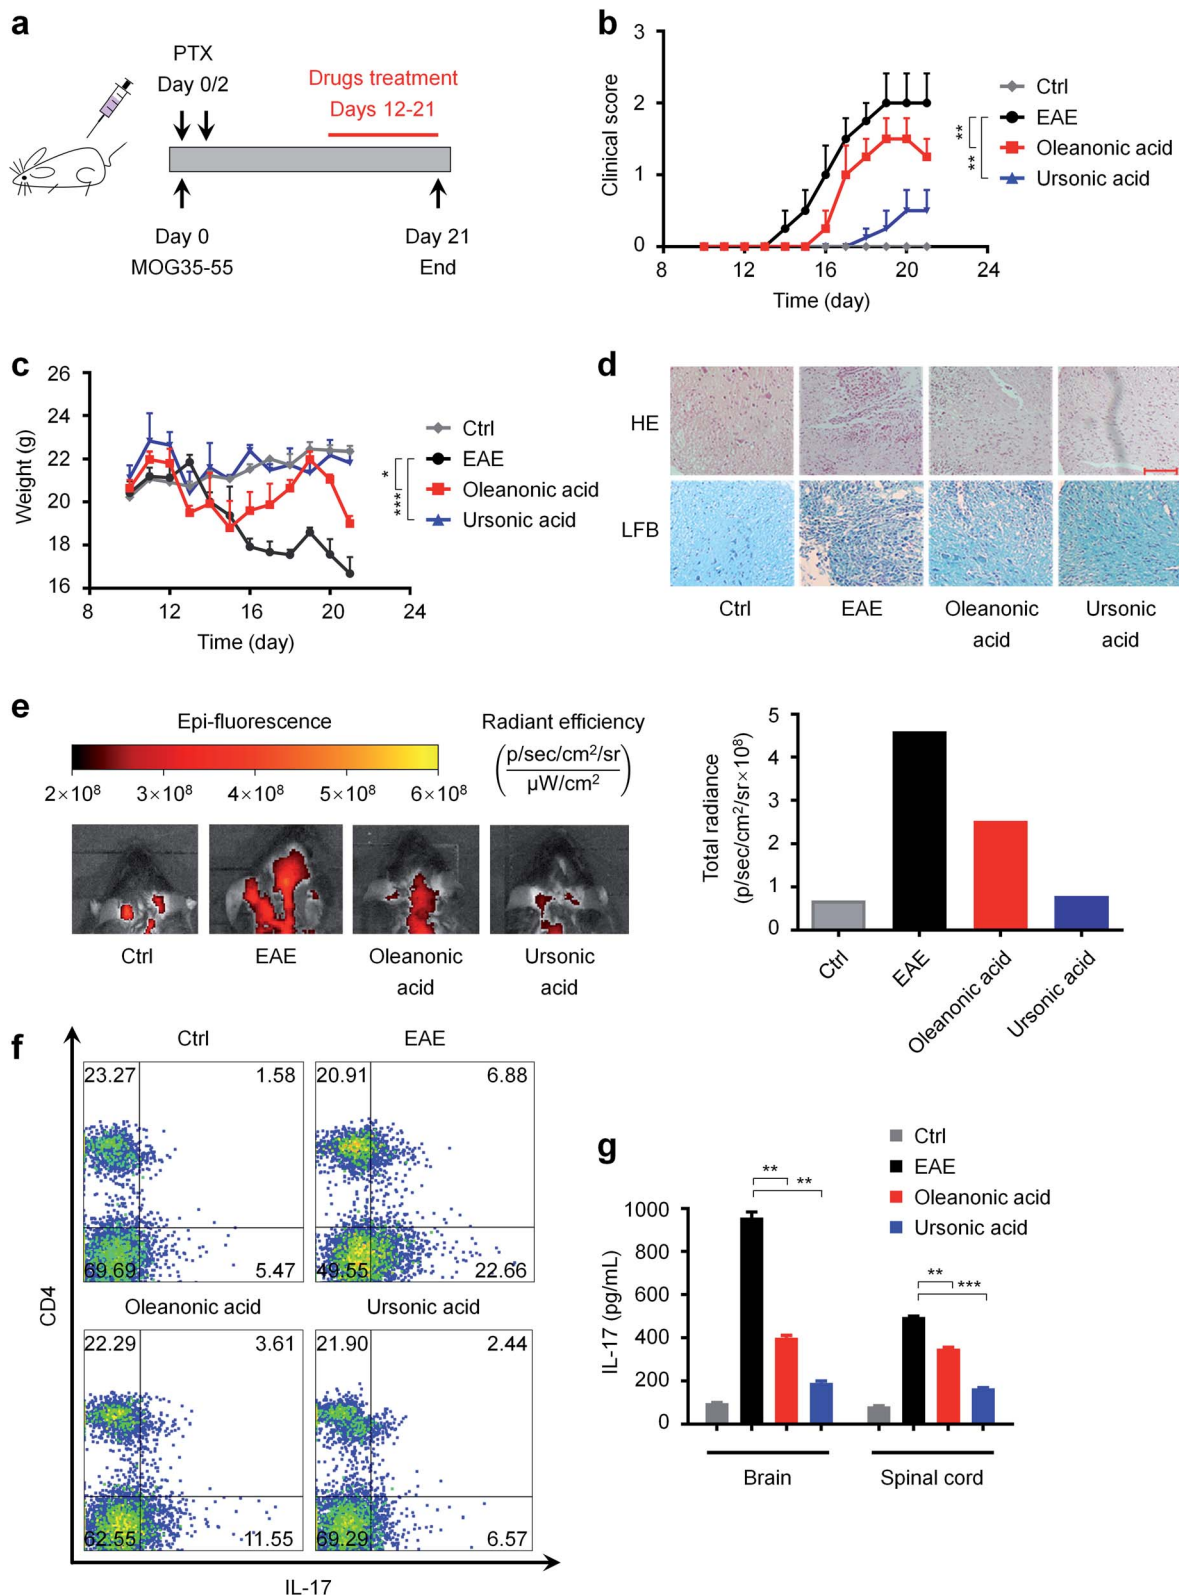 a
PTX
Day 0/2
Drugs treatment
Days 12-21
Day 0
MOG35-55
Day 21
End
b
Clinical score
3
2
1
0
8 12 16 20 24
Time (day)
Ctrl
EAE
Oleanonic acid
Ursonic acid
**
**
c
Weight (g)
26
24
22
20
18
16
8 12 16 20 24
Time (day)
Ctrl
EAE
Oleanonic acid
Ursonic acid
*
***
d
HE
LFB
Ctrl EAE Oleanonic acid Ursonic acid
e
Epi-fluorescence
2×10⁸ 3×10⁸ 4×10⁸ 5×10⁸ 6×10⁸
Radiant efficiency
(p/sec/cm²/sr
µW/cm²)
Ctrl EAE Oleanonic acid Ursonic acid
Total radiance
(p/sec/cm²/sr×10⁸)
5
4
3
2
1
0
Ctrl
EAE
Oleanonic acid
Ursonic acid
f
Ctrl EAE
23.27 1.58 20.91 6.88
69.69 5.47 49.55 22.66
Oleanonic acid Ursonic acid
22.29 3.61 21.90 2.44
62.55 11.55 69.29 6.57
CD4
IL-17
g
Ctrl
EAE
Oleanonic acid
Ursonic acid
IL-17 (pg/mL)
1000
800
600
400
200
0
**
**
**
***
Brain Spinal cord